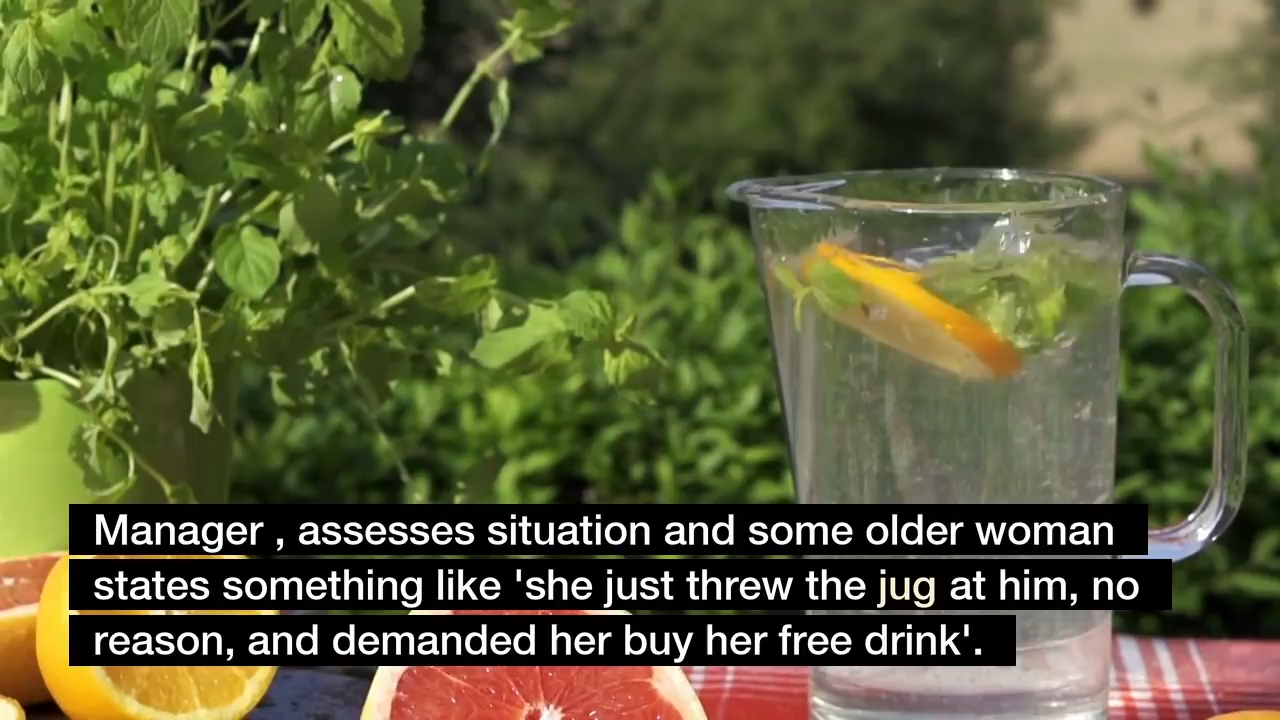 Manager , assesses situation and some older woman
states something like 'she just threw the jug at him, no
reason, and demanded her buy her free drink'.